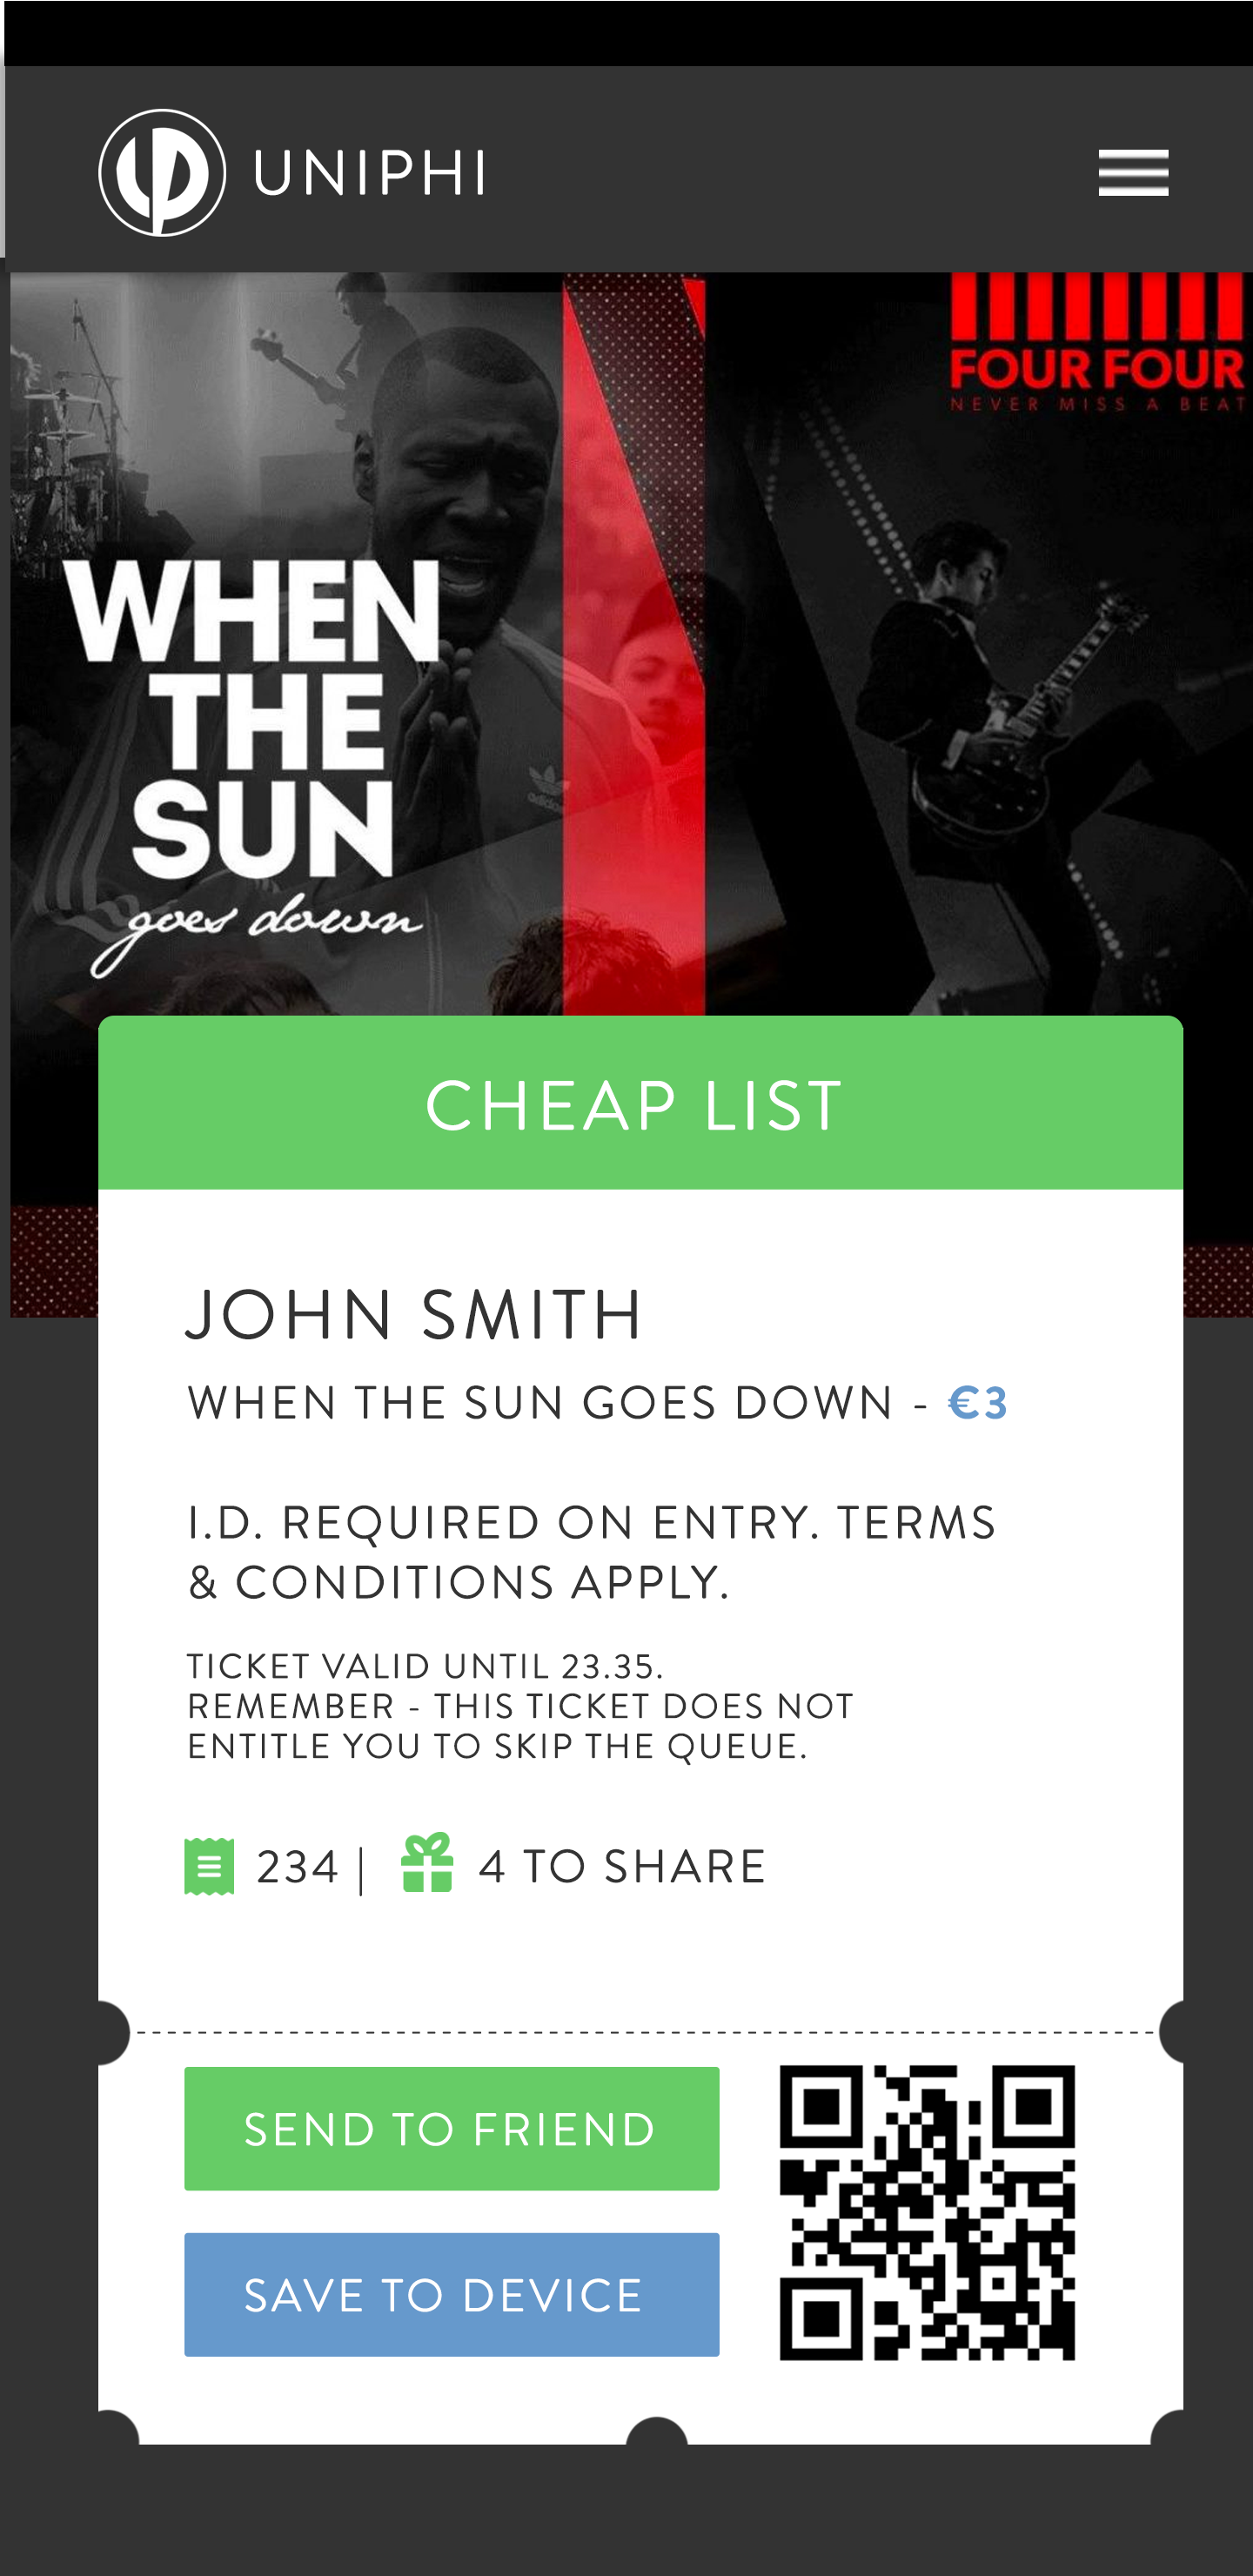 UNIPHI
FOUR FOUR
NEVER MISS A BEAT
WHEN
THE
SUN
goes down
adidas
CHEAP LIST
JOHN SMITH
WHEN THE SUN GOES DOWN - €3
I.D. REQUIRED ON ENTRY. TERMS
& CONDITIONS APPLY.
TICKET VALID UNTIL 23.35.
REMEMBER - THIS TICKET DOES NOT
ENTITLE YOU TO SKIP THE QUEUE.
234 | 4 TO SHARE
SEND TO FRIEND
SAVE TO DEVICE